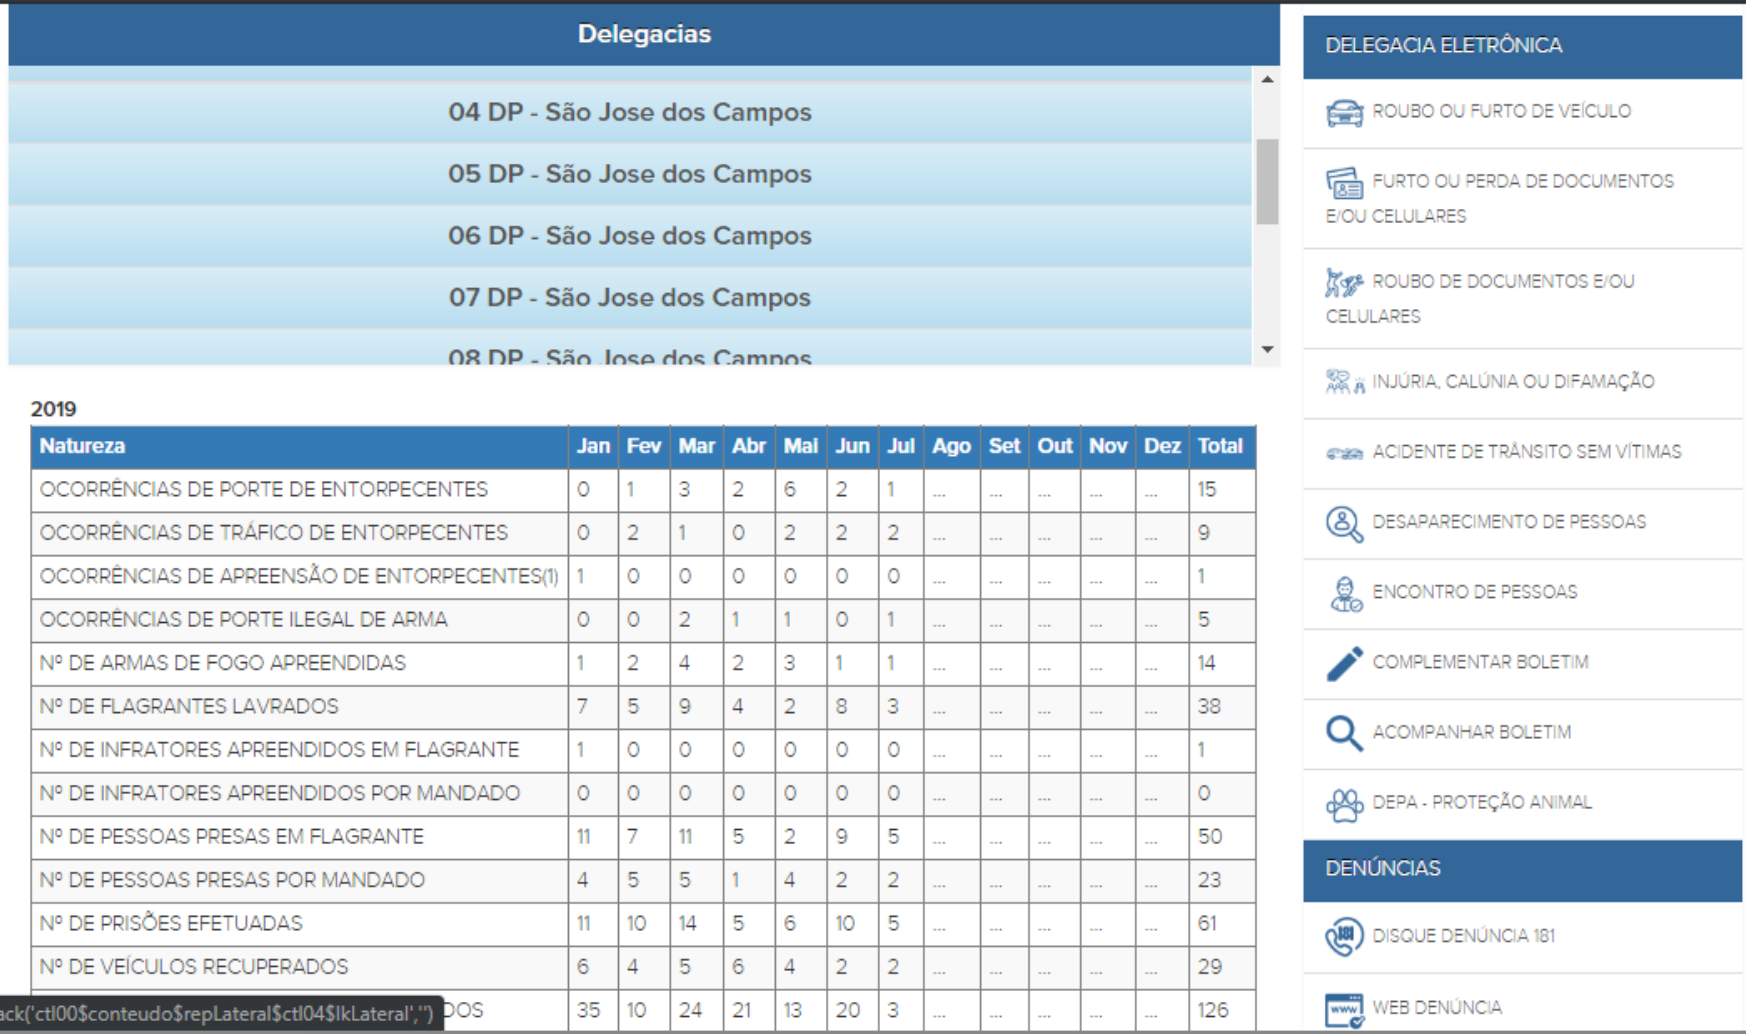 Delegacias
04 DP - São Jose dos Campos
05 DP - São Jose dos Campos
06 DP - São Jose dos Campos
07 DP - São Jose dos Campos
08 DP - São Jose dos Campos
2019
Natureza Jan Fev Mar Abr Mai Jun Jul Ago Set Out Nov Dez Total
OCORRÊNCIAS DE PORTE DE ENTORPECENTES 0 1 3 2 6 2 1 ... ... ... ... ... 15
OCORRÊNCIAS DE TRÁFICO DE ENTORPECENTES 0 2 1 0 2 2 2 ... ... ... ... ... 9
OCORRÊNCIAS DE APREENSÃO DE ENTORPECENTES(1) 1 0 0 0 0 0 0 ... ... ... ... ... 1
OCORRÊNCIAS DE PORTE ILEGAL DE ARMA 0 0 2 1 1 0 1 ... ... ... ... ... 5
Nº DE ARMAS DE FOGO APREENDIDAS 1 2 4 2 3 1 1 ... ... ... ... ... 14
Nº DE FLAGRANTES LAVRADOS 7 5 9 4 2 8 3 ... ... ... ... ... 38
Nº DE INFRATORES APREENDIDOS EM FLAGRANTE 1 0 0 0 0 0 0 ... ... ... ... ... 1
Nº DE INFRATORES APREENDIDOS POR MANDADO 0 0 0 0 0 0 0 ... ... ... ... ... 0
Nº DE PESSOAS PRESAS EM FLAGRANTE 11 7 11 5 2 9 5 ... ... ... ... ... 50
Nº DE PESSOAS PRESAS POR MANDADO 4 5 5 1 4 2 2 ... ... ... ... ... 23
Nº DE PRISÕES EFETUADAS 11 10 14 5 6 10 5 ... ... ... ... ... 61
Nº DE VEÍCULOS RECUPERADOS 6 4 5 6 4 2 2 ... ... ... ... ... 29
DOS 35 10 24 21 13 20 3 ... ... ... ... ... 126
ack('ctl00$conteudo$repLateral$ctl04$lkLateral','')
DELEGACIA ELETRÔNICA
ROUBO OU FURTO DE VEÍCULO
FURTO OU PERDA DE DOCUMENTOS
E/OU CELULARES
ROUBO DE DOCUMENTOS E/OU
CELULARES
INJÚRIA, CALÚNIA OU DIFAMAÇÃO
ACIDENTE DE TRÂNSITO SEM VÍTIMAS
DESAPARECIMENTO DE PESSOAS
ENCONTRO DE PESSOAS
COMPLEMENTAR BOLETIM
ACOMPANHAR BOLETIM
DEPA - PROTEÇÃO ANIMAL
DENÚNCIAS
181 DISQUE DENÚNCIA 181
www WEB DENÚNCIA